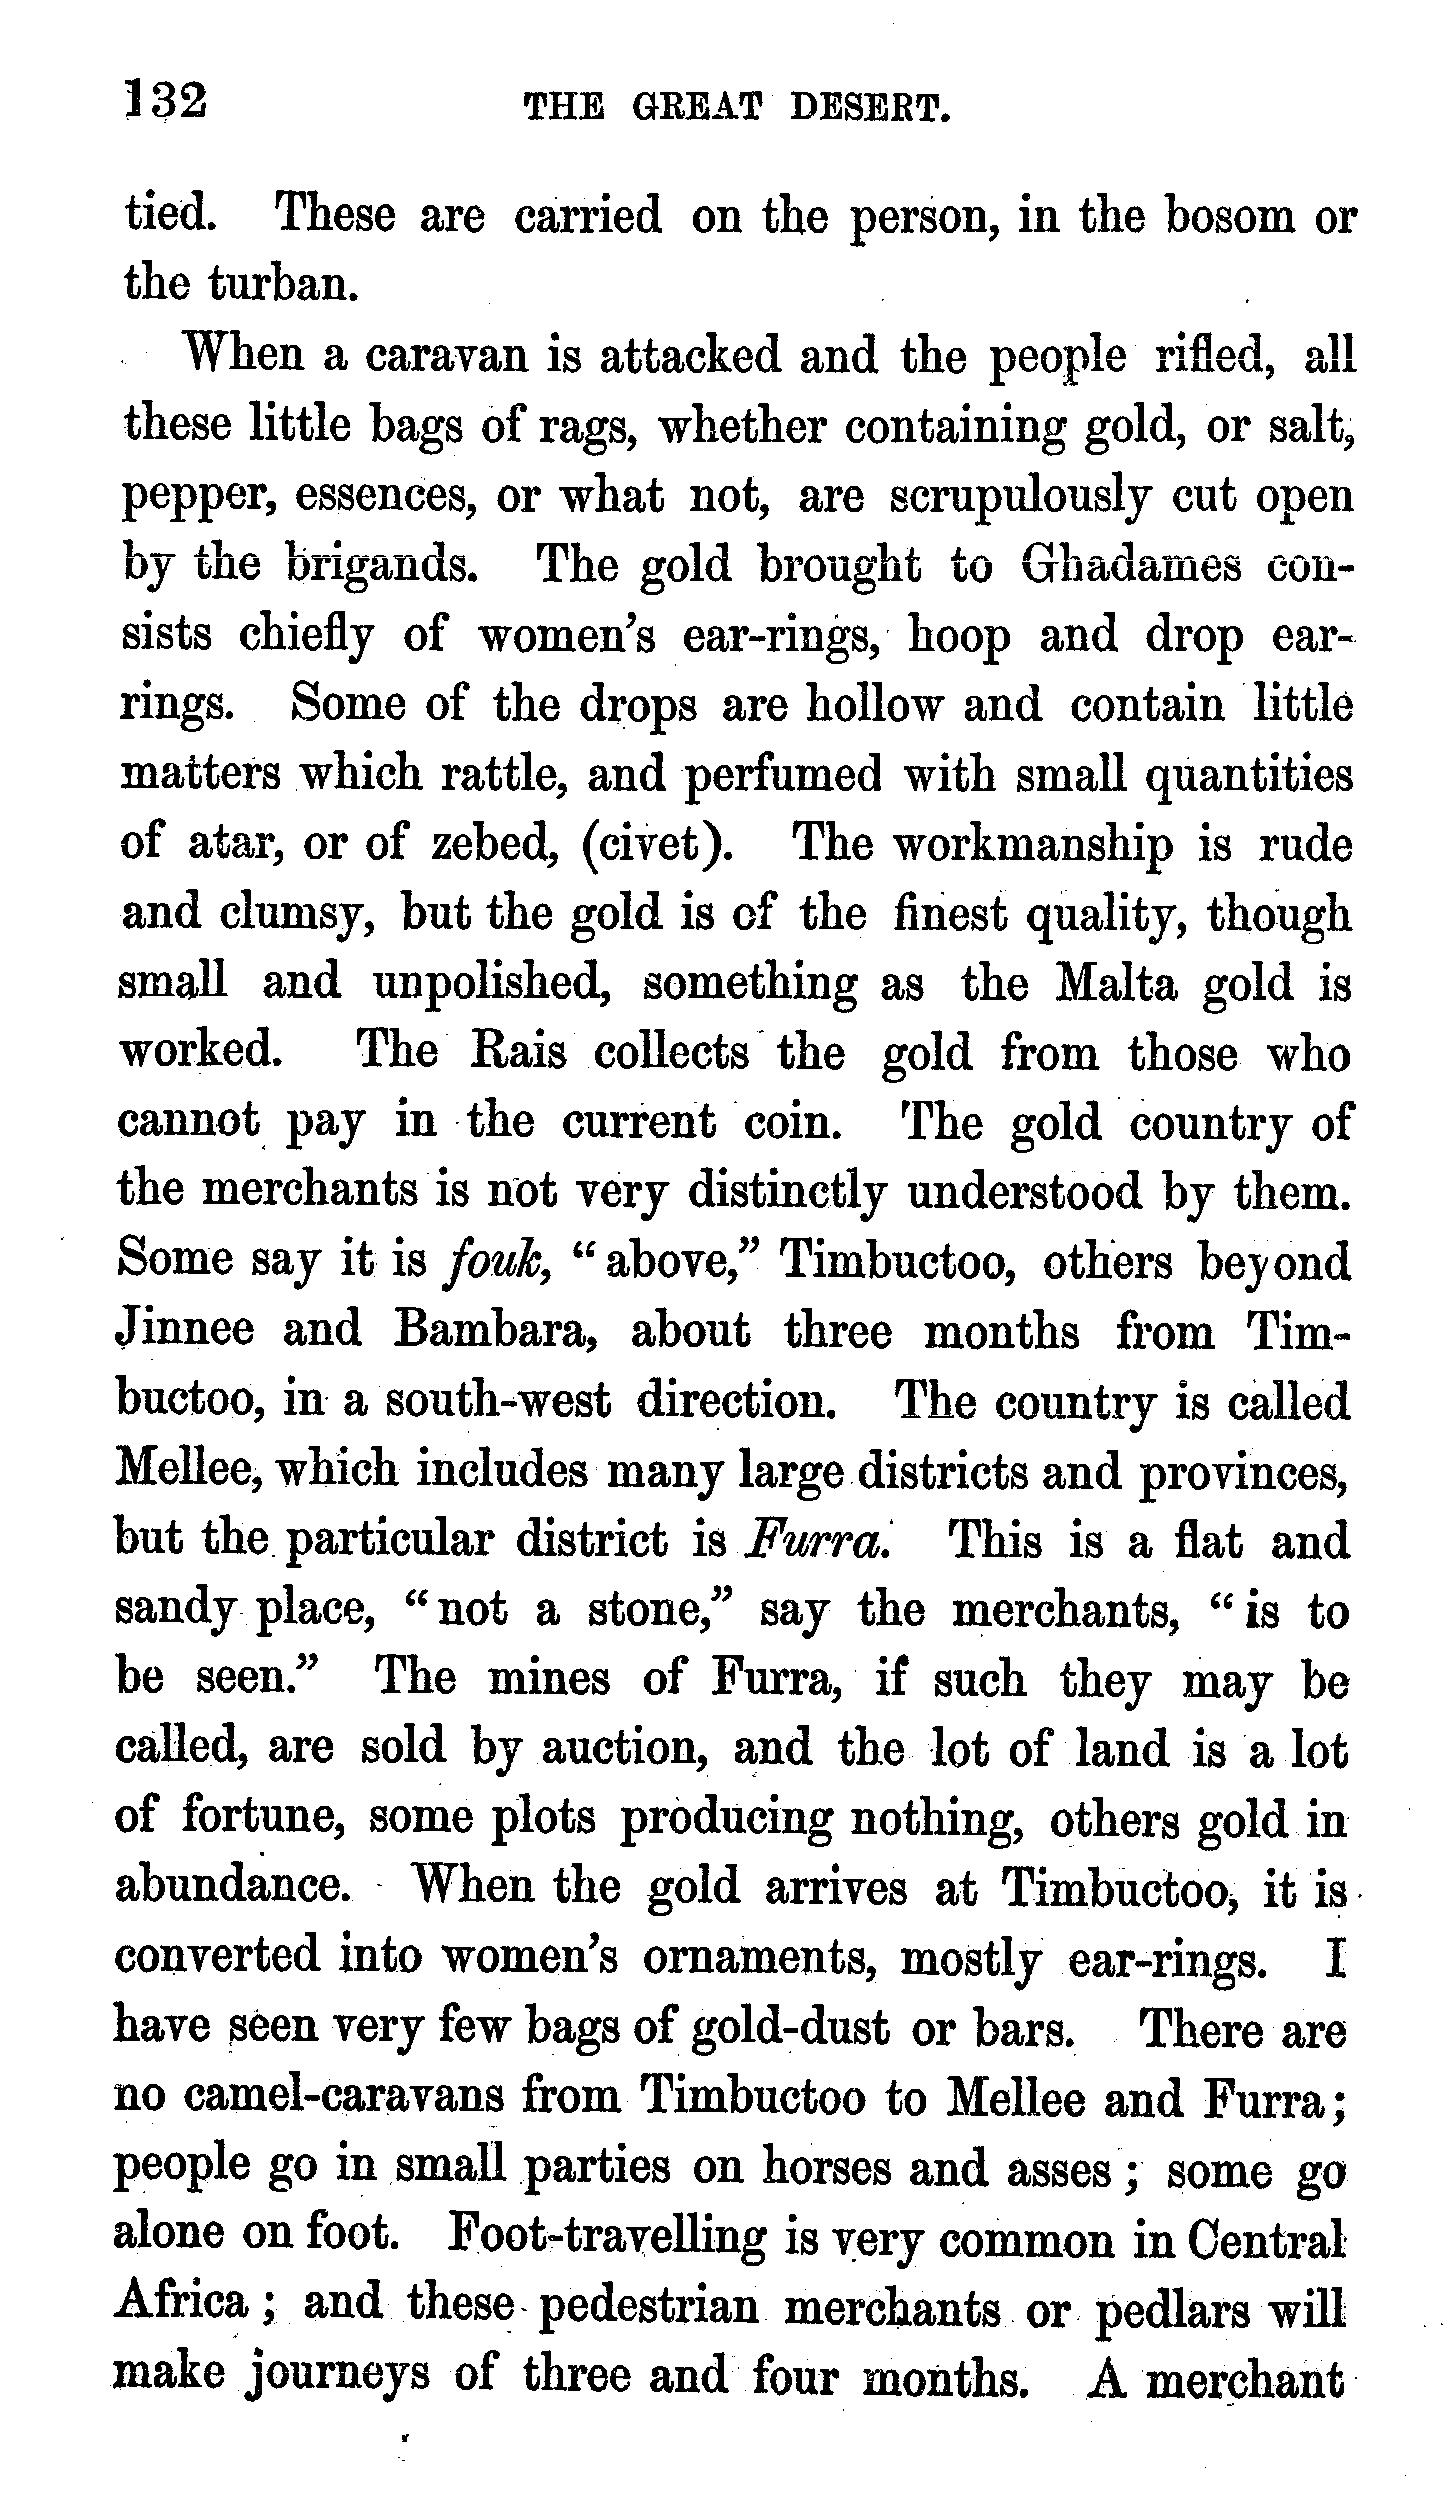 132 THE GREAT DESERT.
tied. These are carried on the person, in the bosom or
the turban.
When a caravan is attacked and the people rifled, all
these little bags of rags, whether containing gold, or salt,
pepper, essences, or what not, are scrupulously cut open
by the brigands. The gold brought to Ghadames con-
sists chiefly of women's ear-rings, hoop and drop ear-
rings. Some of the drops are hollow and contain little
matters which rattle, and perfumed with small quantities
of atar, or of zebed, (civet). The workmanship is rude
and clumsy, but the gold is of the finest quality, though
small and unpolished, something as the Malta gold is
worked. The Rais collects the gold from those who
cannot pay in the current coin. The gold country of
the merchants is not very distinctly understood by them.
Some say it is fouk, "above," Timbuctoo, others beyond
Jinnee and Bambara, about three months from Tim-
buctoo, in a south-west direction. The country is called
Mellee, which includes many large districts and provinces,
but the particular district is Furra. This is a flat and
sandy place, "not a stone," say the merchants, "is to
be seen." The mines of Furra, if such they may be
called, are sold by auction, and the lot of land is a lot
of fortune, some plots producing nothing, others gold in
abundance. When the gold arrives at Timbuctoo, it is
converted into women's ornaments, mostly ear-rings. I
have seen very few bags of gold-dust or bars. There are
no camel-caravans from Timbuctoo to Mellee and Furra;
people go in small parties on horses and asses; some go
alone on foot. Foot-travelling is very common in Central
Africa; and these pedestrian merchants or pedlars will
make journeys of three and four months. A merchant